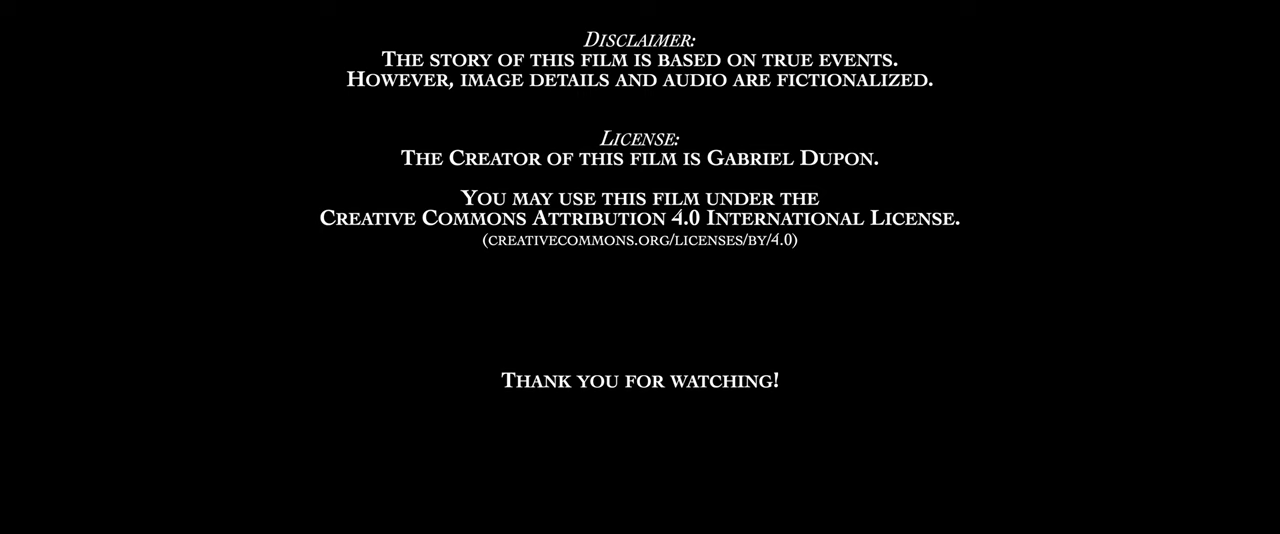 Disclaimer:
The story of this film is based on true events.
However, image details and audio are fictionalized.
License:
The Creator of this film is Gabriel Dupon.
You may use this film under the
Creative Commons Attribution 4.0 International License.
(creativecommons.org/licenses/by/4.0)
Thank you for watching!